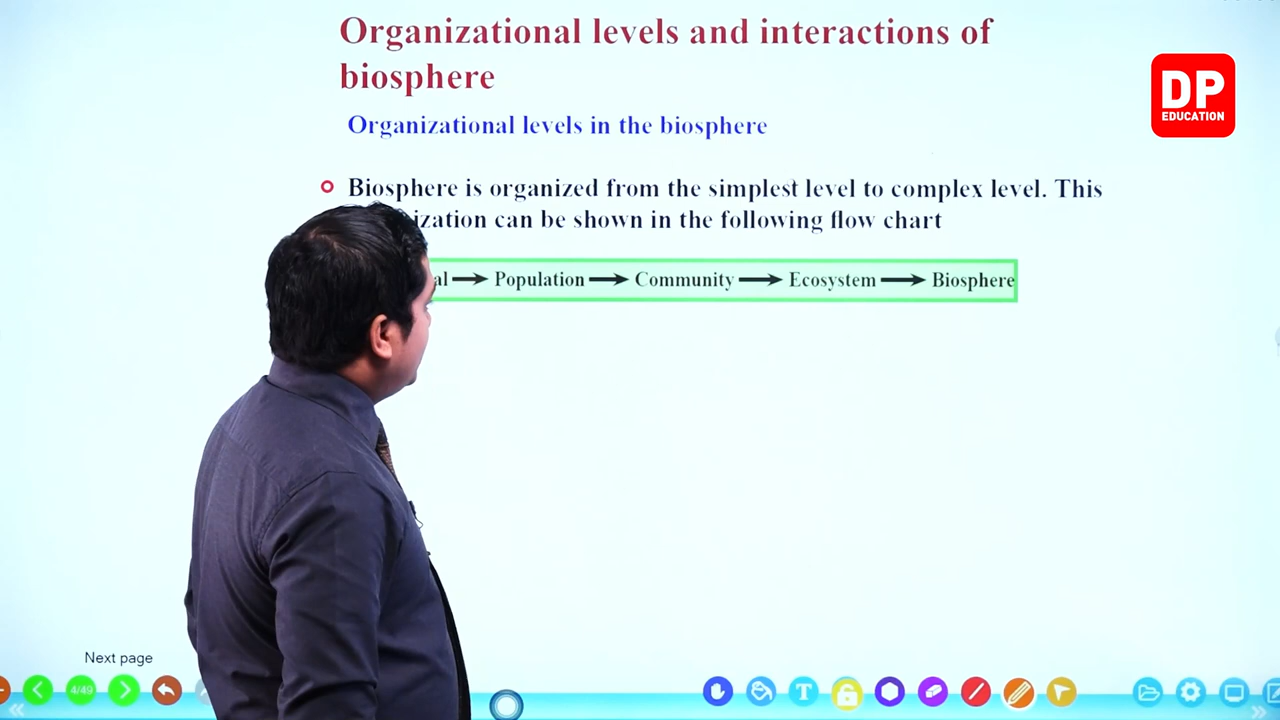 Organizational levels and interactions of
biosphere
DP
EDUCATION
Organizational levels in the biosphere
Biosphere is organized from the simplest level to complex level. This
ization can be shown in the following flow chart
al → Population → Community → Ecosystem → Biosphere
Next page
4/49
T